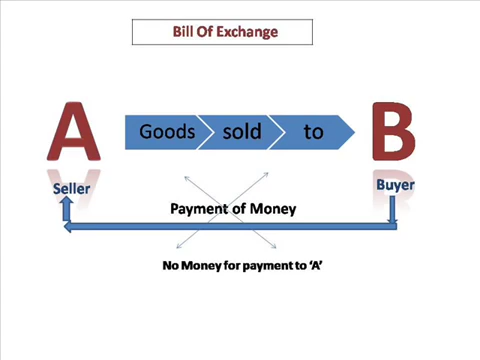 Bill Of Exchange
A Goods sold to B
Seller
Buyer
Payment of Money
No Money for payment to ‘A’